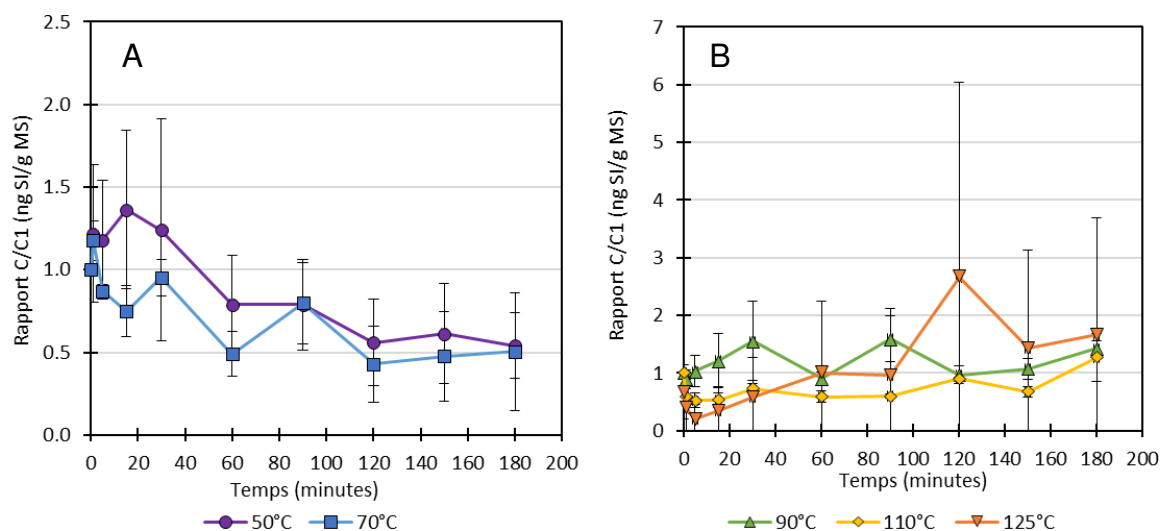 A
Rapport C/C1 (ng SI/g MS)
2.5
2.0
1.5
1.0
0.5
0.0
0 20 40 60 80 100 120 140 160 180 200
Temps (minutes)
50°C 70°C
B
Rapport C/C1 (ng SI/g MS)
7
6
5
4
3
2
1
0
0 20 40 60 80 100 120 140 160 180 200
Temps (minutes)
90°C 110°C 125°C